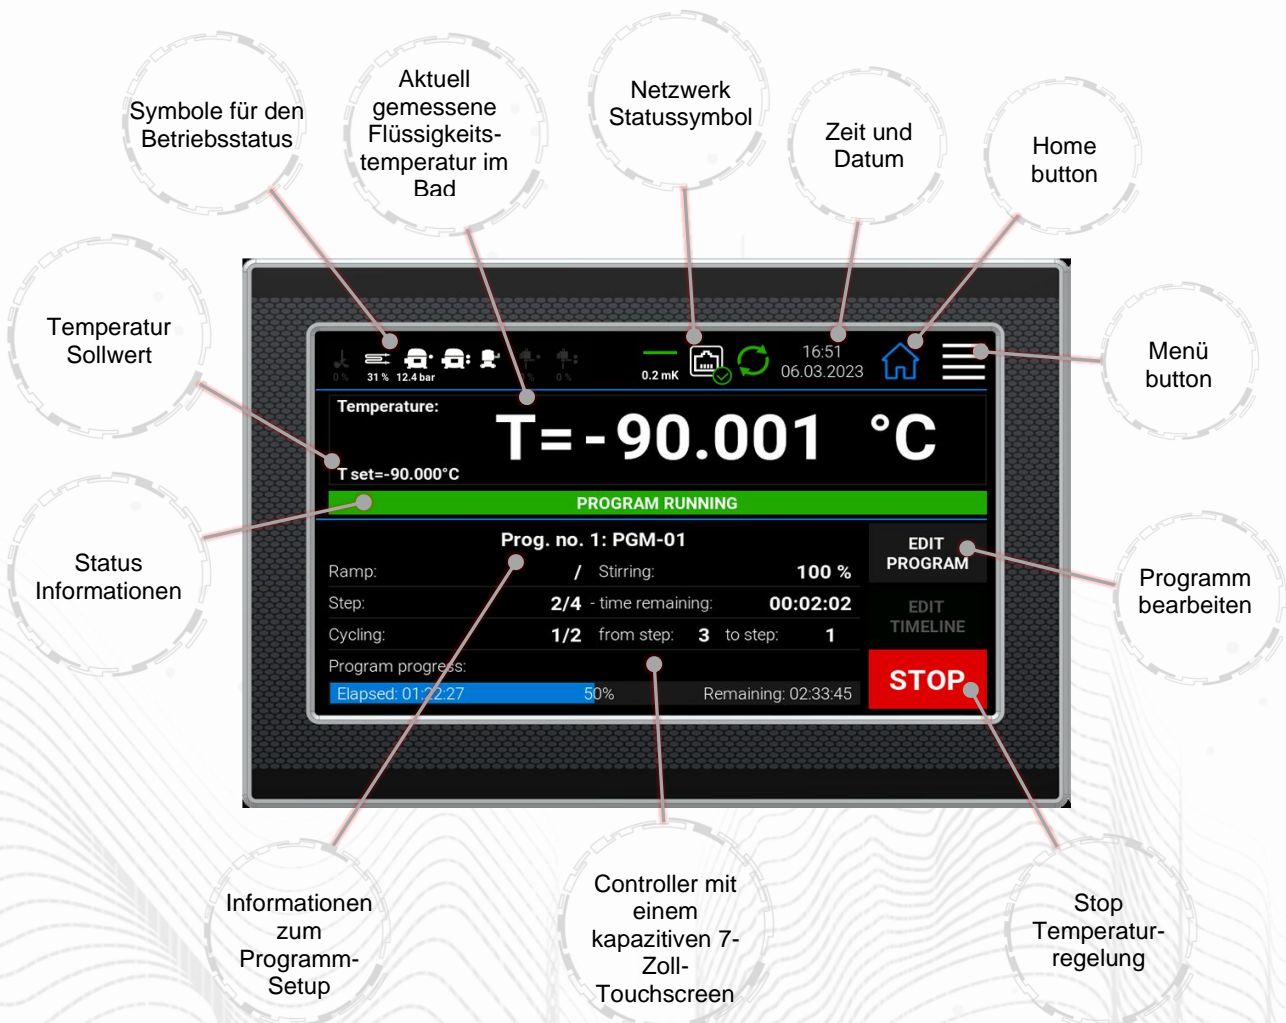 Symbole für den
Betriebsstatus
Aktuell
gemessene
Flüssigkeits-
temperatur im
Bad
Netzwerk
Statussymbol
Zeit und
Datum
Home
button
Temperatur
Sollwert
Menü
button
Status
Informationen
Programm
bearbeiten
0 %
31 %
12.4 bar
0 %
0.2 mK
16:51
06.03.2023
Temperature:
T=-90.001 °C
T set=-90.000°C
PROGRAM RUNNING
Prog. no. 1: PGM-01
Ramp: / Stirring: 100 %
Step: 2/4 - time remaining: 00:02:02
Cycling: 1/2 from step: 3 to step: 1
Program progress:
Elapsed: 01:22:27 50% Remaining: 02:33:45
EDIT
PROGRAM
EDIT
TIMELINE
STOP
Informationen
zum
Programm-
Setup
Controller mit
einem
kapazitiven 7-
Zoll-
Touchscreen
Stop
Temperatur-
regelung